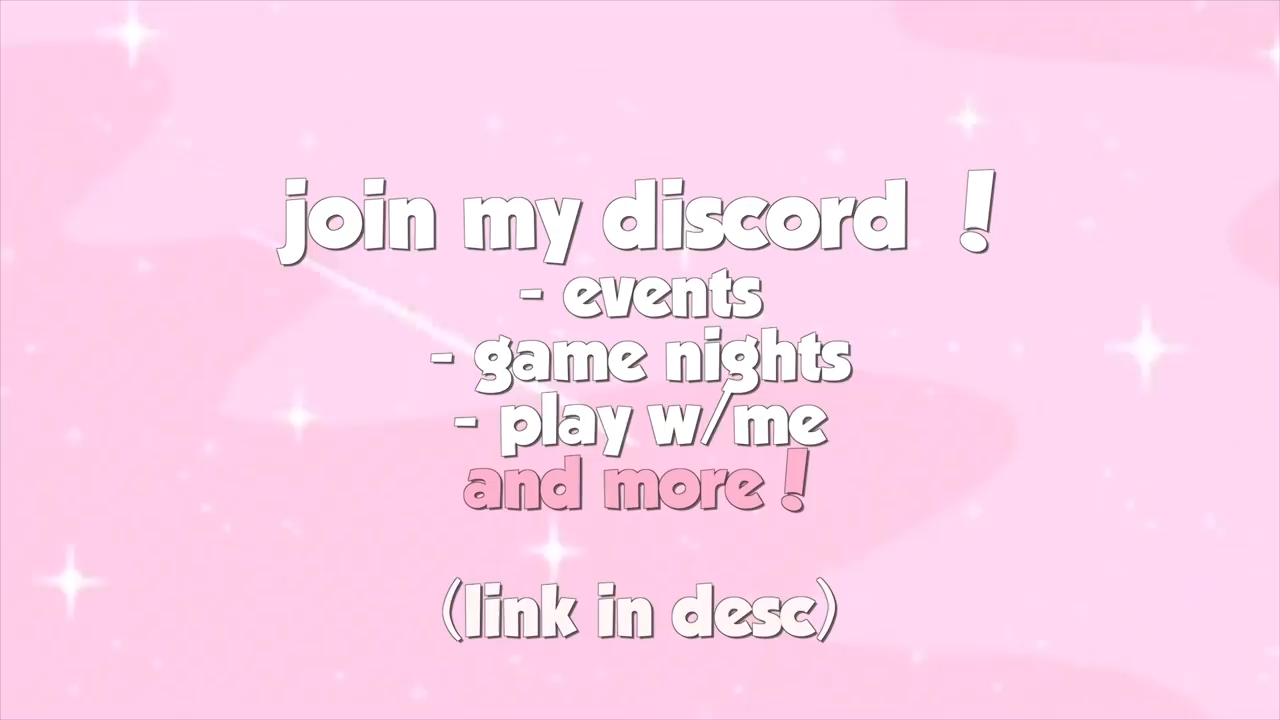 join my discord !
- events
- game nights
- play w/me
and more!
(link in desc)